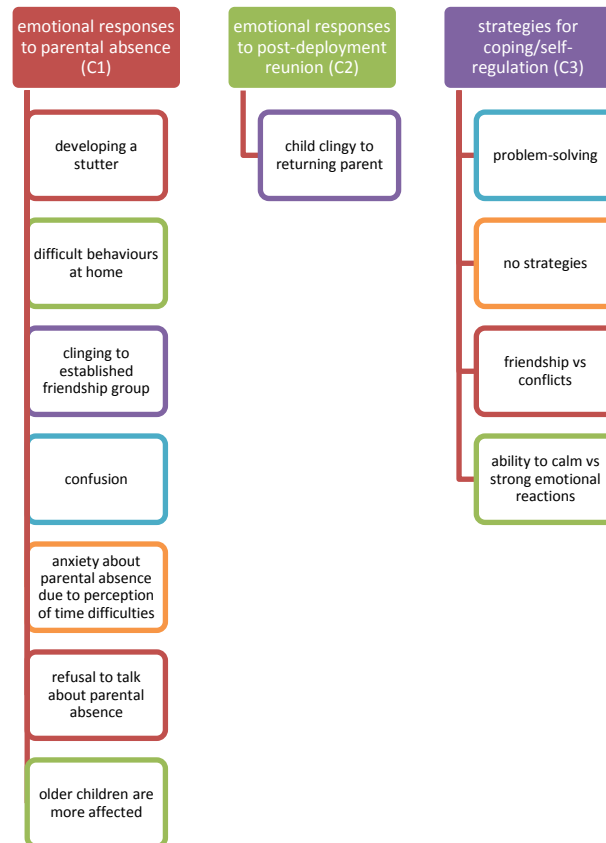 emotional responses
to parental absence
(C1)
developing a
stutter
difficult behaviours
at home
clinging to
established
friendship group
confusion
anxiety about
parental absence
due to perception
of time difficulties
refusal to talk
about parental
absence
older children are
more affected
emotional responses
to post-deployment
reunion (C2)
child clingy to
returning parent
strategies for
coping/self-
regulation (C3)
problem-solving
no strategies
friendship vs
conflicts
ability to calm vs
strong emotional
reactions